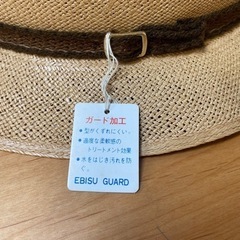 ガード加工
●型がくずれにくい。
●適度な柔軟感の
トリートメント効果
●水をはじき汚れを防
ぐ。
EBISU GUARD